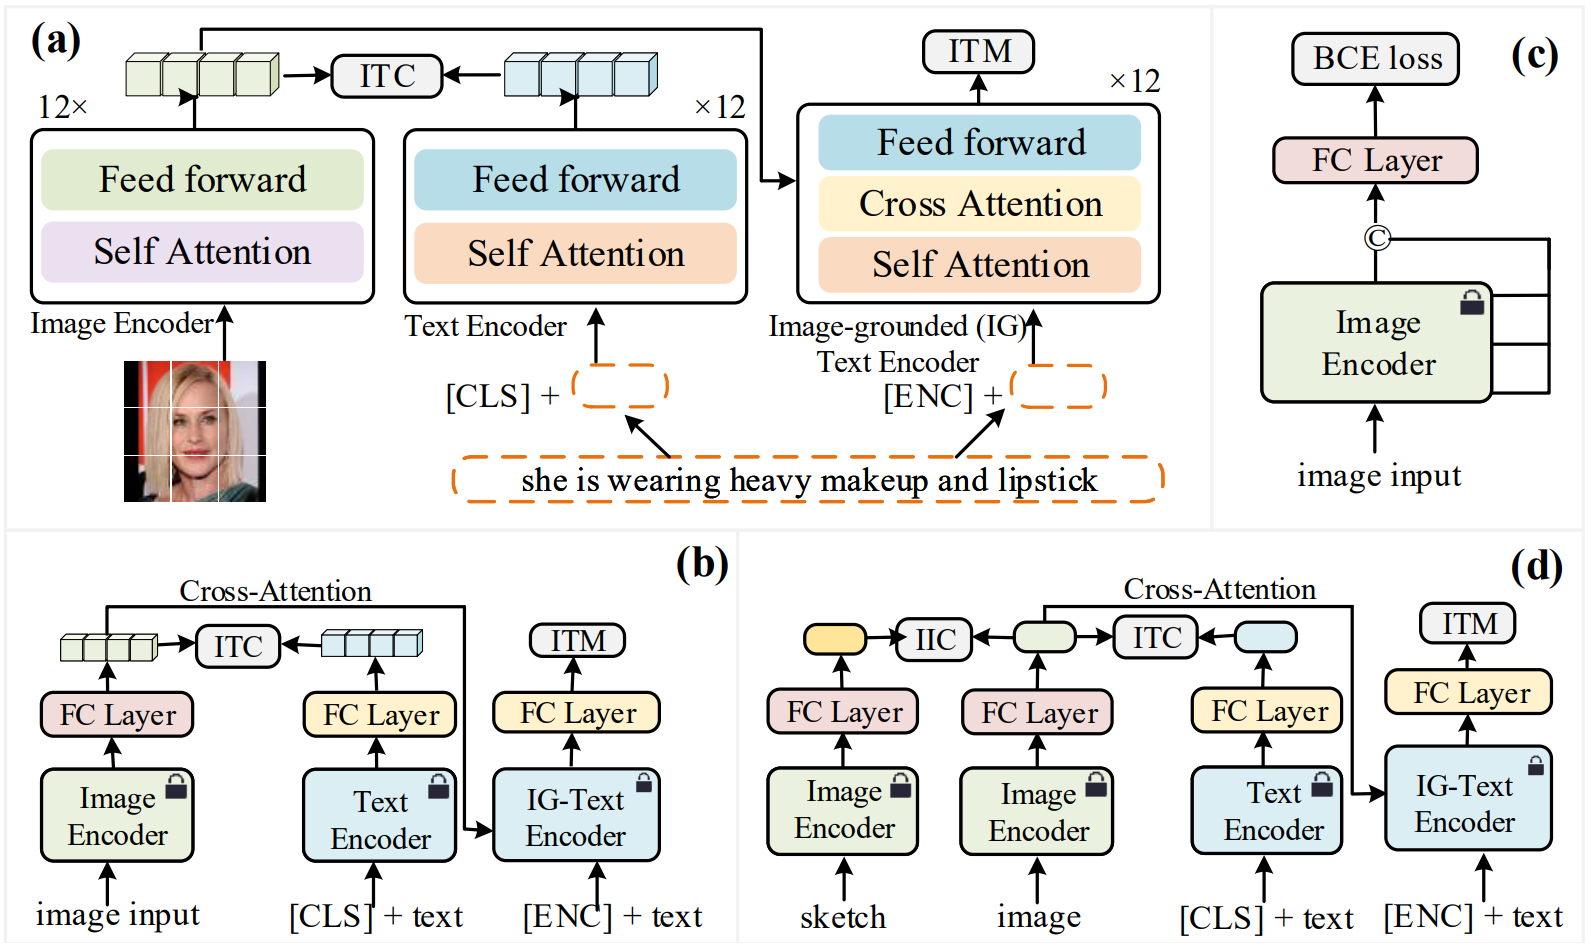 (a)
ITC
ITM
12×
×12
×12
Feed forward
Self Attention
Feed forward
Self Attention
Feed forward
Cross Attention
Self Attention
Image Encoder
Text Encoder
Image-grounded (IG)
Text Encoder
[CLS] +
[ENC] +
she is wearing heavy makeup and lipstick
(c)
BCE loss
FC Layer
©
Image
Encoder
image input
(b)
Cross-Attention
ITC
ITM
FC Layer
FC Layer
FC Layer
Image
Encoder
Text
Encoder
IG-Text
Encoder
image input
[CLS] + text
[ENC] + text
(d)
Cross-Attention
IIC
ITC
ITM
FC Layer
FC Layer
FC Layer
FC Layer
Image
Encoder
Image
Encoder
Text
Encoder
IG-Text
Encoder
sketch
image
[CLS] + text
[ENC] + text